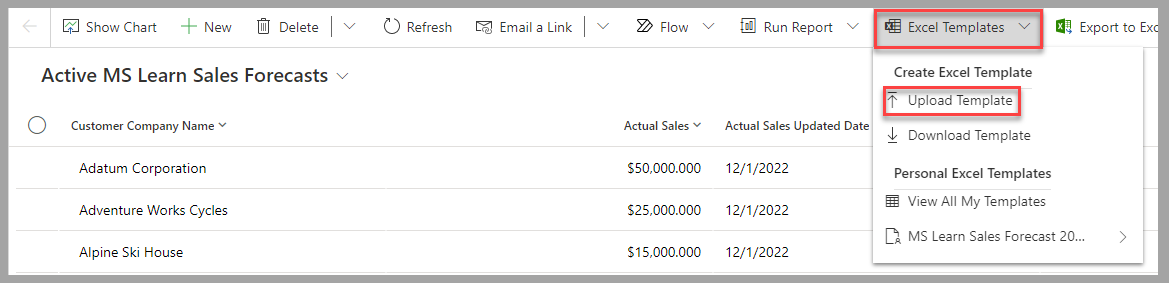 Show Chart New Delete Refresh Email a Link Flow Run Report Excel Templates Export to Exc
Active MS Learn Sales Forecasts
Customer Company Name Actual Sales Actual Sales Updated Date
Adatum Corporation $50,000.000 12/1/2022
Adventure Works Cycles $25,000.000 12/1/2022
Alpine Ski House $15,000.000 12/1/2022
Create Excel Template
Upload Template
Download Template
Personal Excel Templates
View All My Templates
MS Learn Sales Forecast 20...